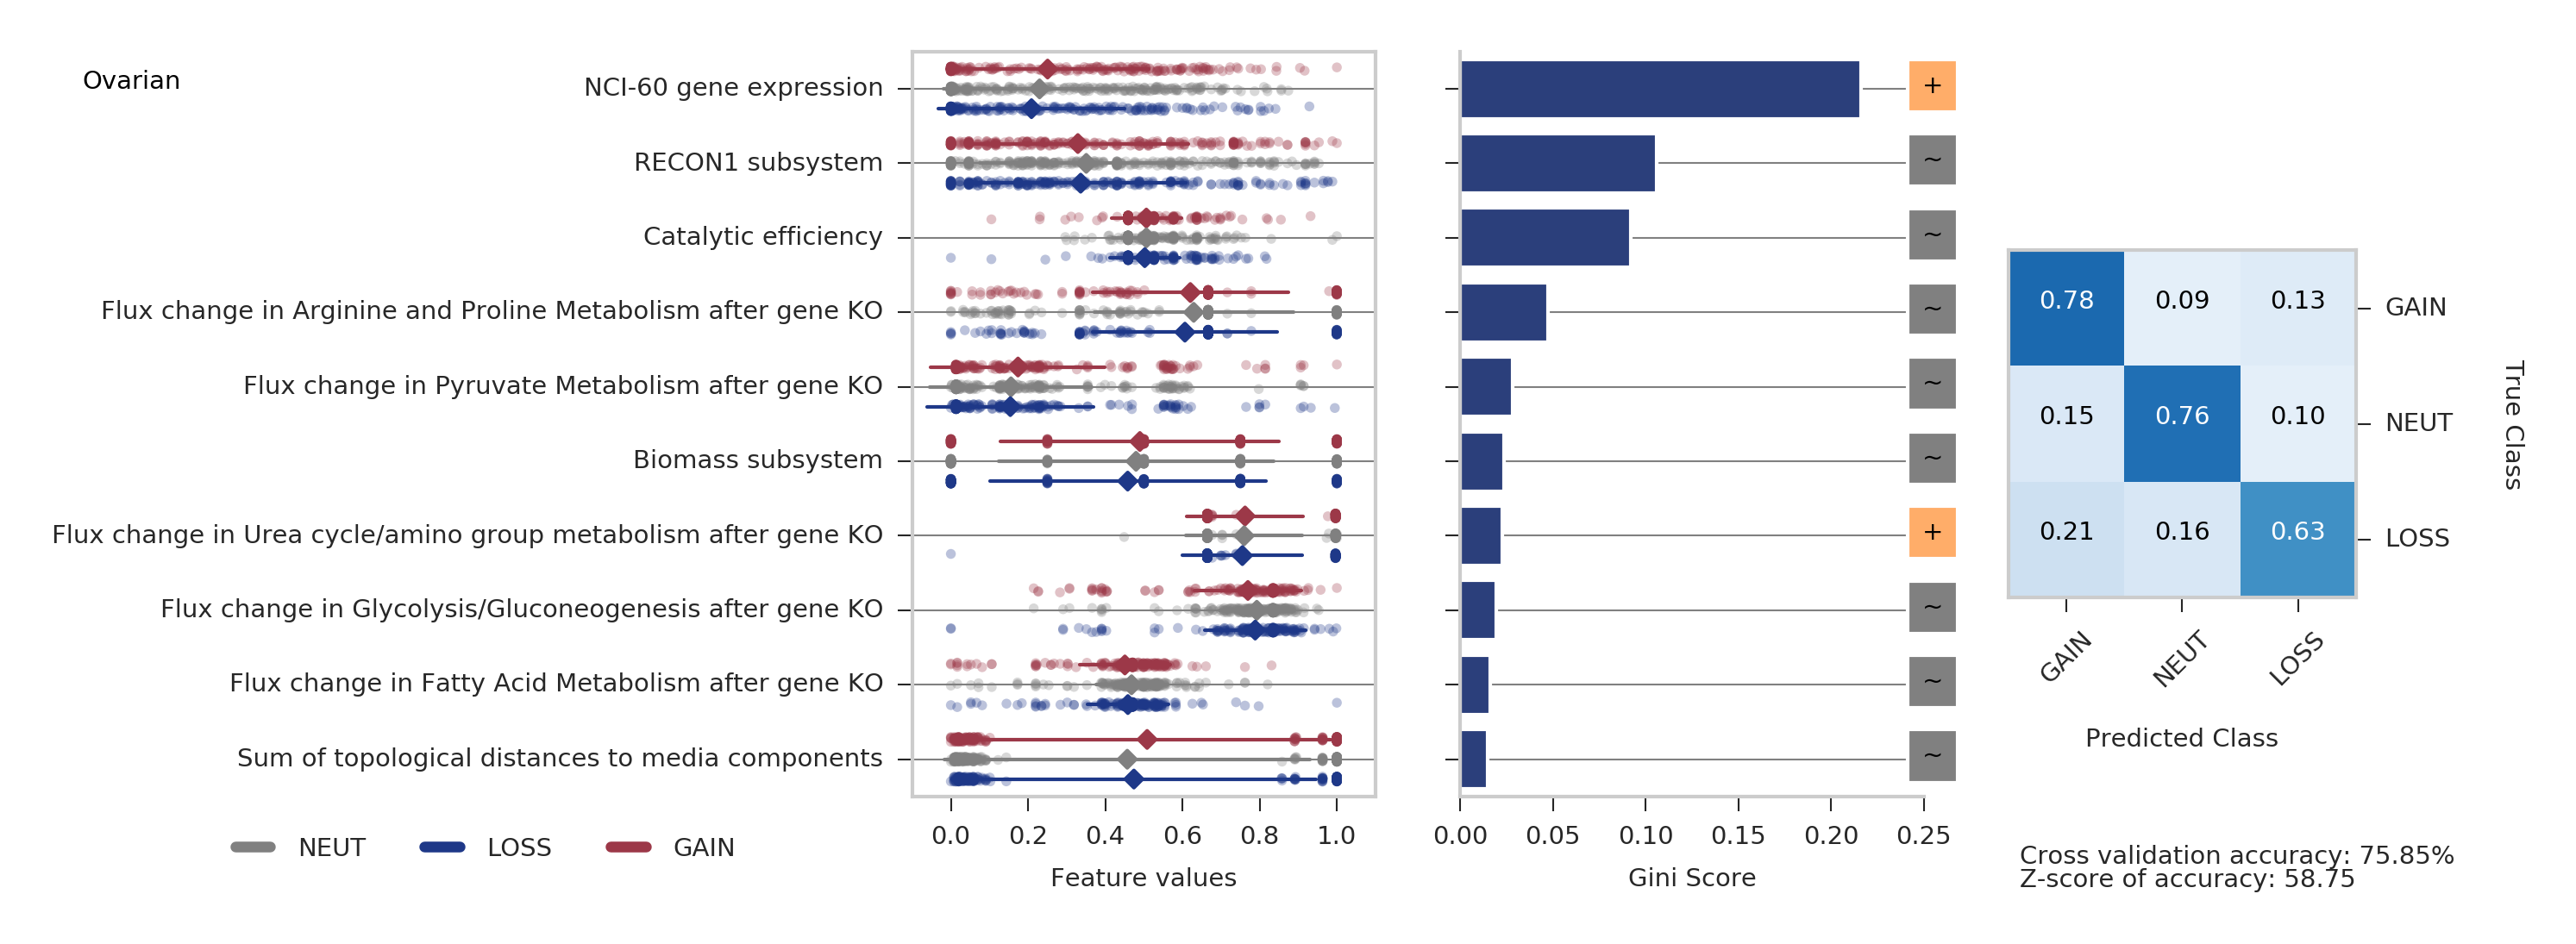 Ovarian
NCI-60 gene expression
RECON1 subsystem
Catalytic efficiency
Flux change in Arginine and Proline Metabolism after gene KO
Flux change in Pyruvate Metabolism after gene KO
Biomass subsystem
Flux change in Urea cycle/amino group metabolism after gene KO
Flux change in Glycolysis/Gluconeogenesis after gene KO
Flux change in Fatty Acid Metabolism after gene KO
Sum of topological distances to media components
NEUT LOSS GAIN
0.0 0.2 0.4 0.6 0.8 1.0
Feature values
+
~
~
~
~
~
+
~
~
~
0.00 0.05 0.10 0.15 0.20 0.25
Gini Score
0.78 0.09 0.13 GAIN
0.15 0.76 0.10 NEUT
0.21 0.16 0.63 LOSS
True Class
GAIN NEUT LOSS
Predicted Class
Cross validation accuracy: 75.85%
Z-score of accuracy: 58.75